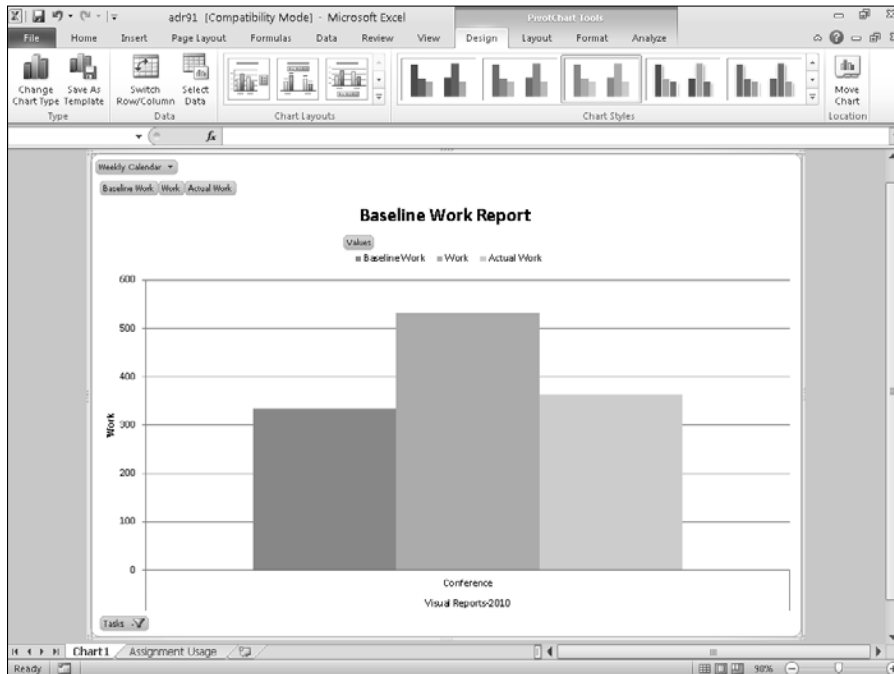 adr91 [Compatibility Mode] - Microsoft Excel
PivotChart Tools
File Home Insert Page Layout Formulas Data Review View Design Layout Format Analyze
Change Chart Type
Save As Template
Switch Row/Column
Select Data
Move Chart
Type Data Chart Layouts Chart Styles Location
fx
Weekly Calendar
Baseline Work Work Actual Work
Baseline Work Report
Values
Baseline Work Work Actual Work
600
500
400
300
200
100
0
Work
Conference
Visual Reports-2010
Tasks
Chart1 Assignment Usage
Ready 90%